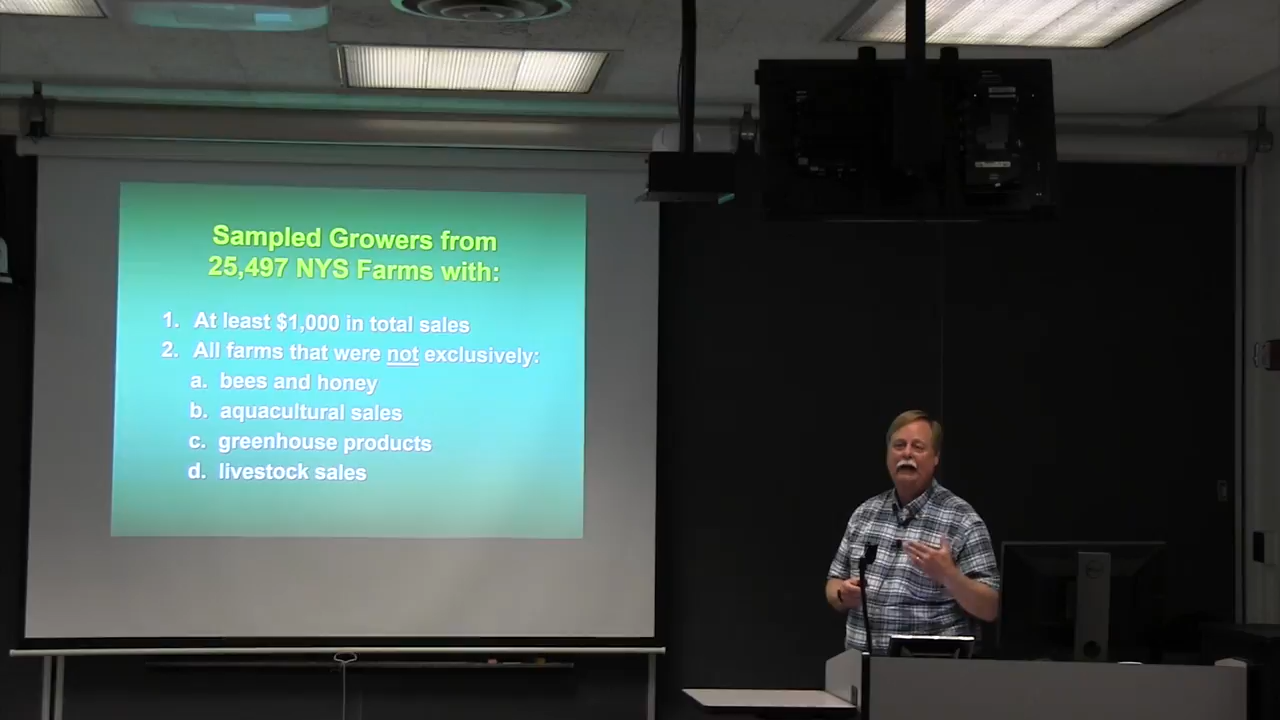 Sampled Growers from
25,497 NYS Farms with:
1. At least $1,000 in total sales
2. All farms that were not exclusively:
a. bees and honey
b. aquacultural sales
c. greenhouse products
d. livestock sales
DELL